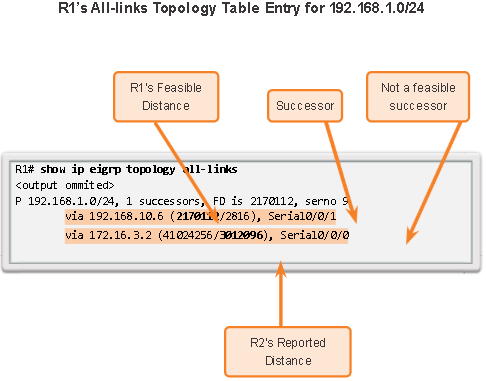 R1's All-links Topology Table Entry for 192.168.1.0/24
R1's Feasible
Distance
Successor
Not a feasible
successor
R1# show ip eigrp topology all-links
<output ommited>
P 192.168.1.0/24, 1 successors, FD is 2170112, serno 9
via 192.168.10.6 (2170112/2816), Serial0/0/1
via 172.16.3.2 (41024256/3012096), Serial0/0/0
R2's Reported
Distance